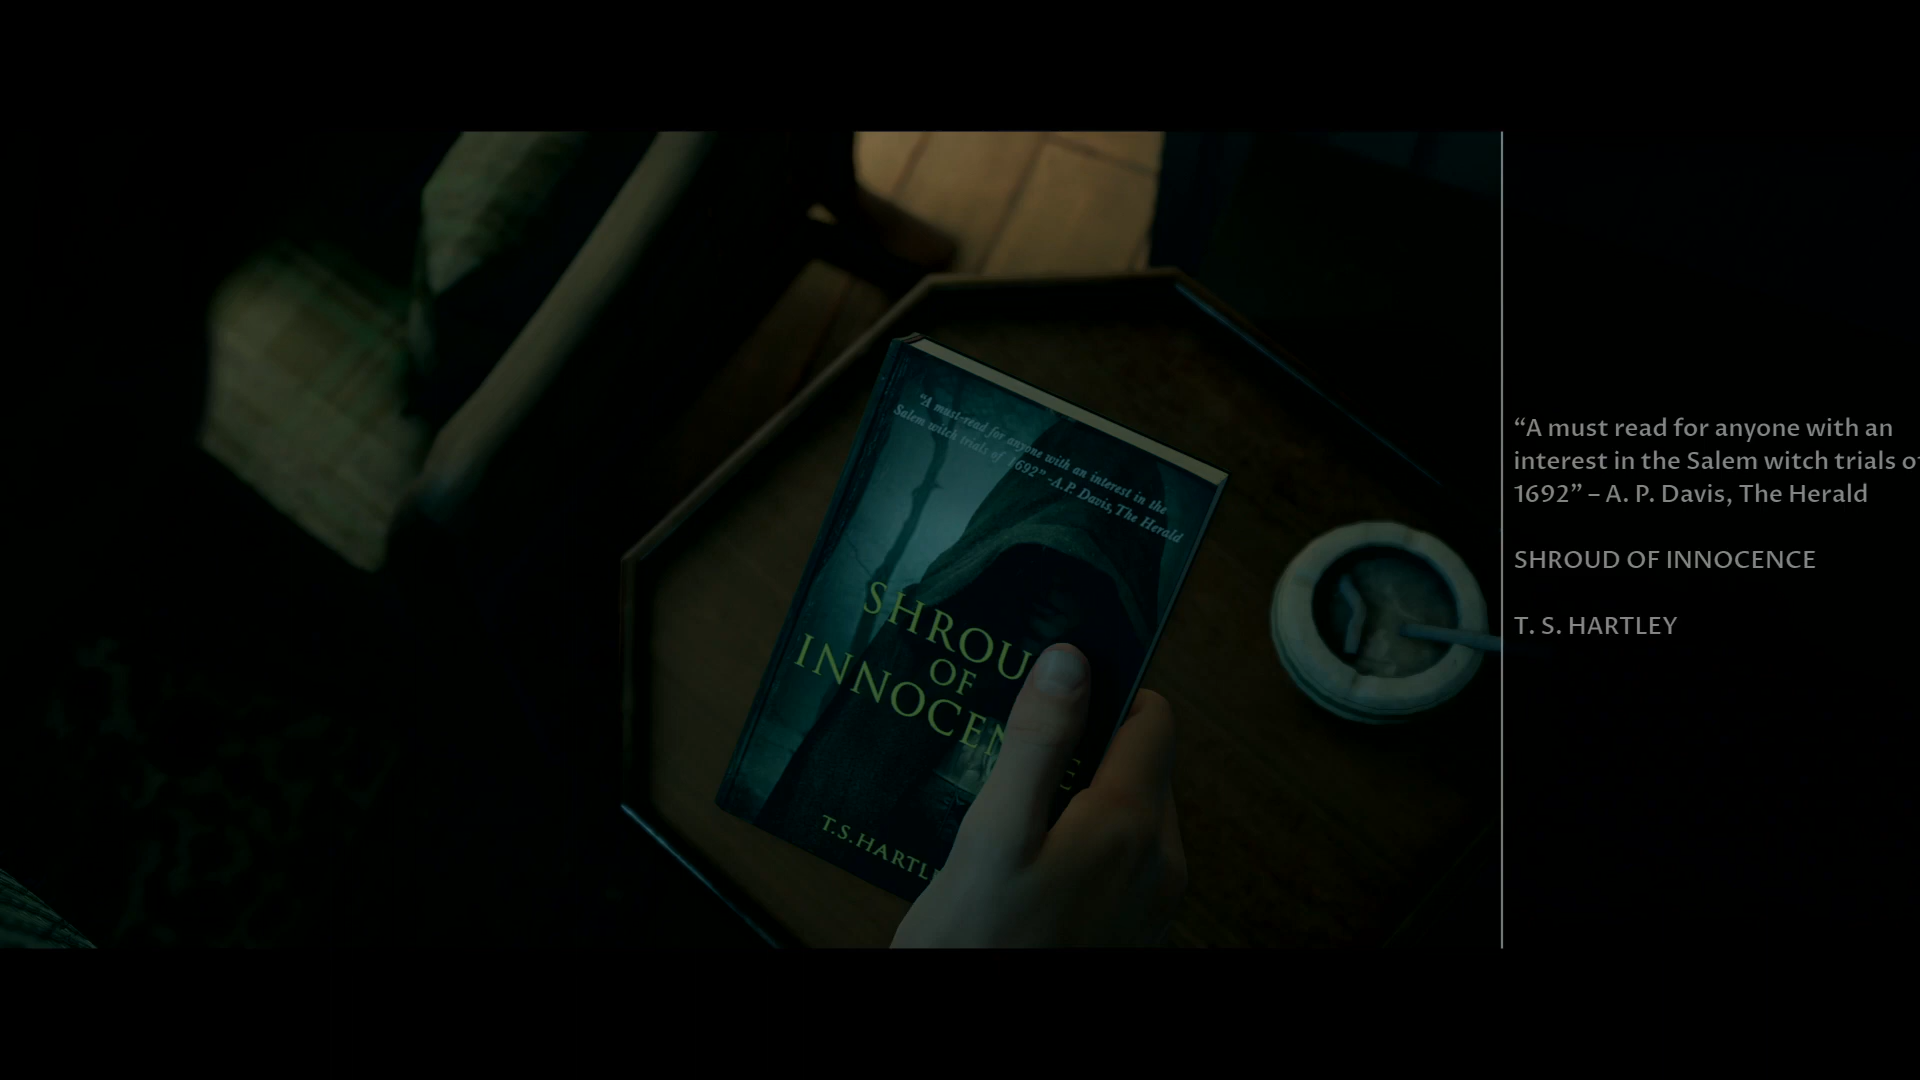 “A must-read for anyone with an interest in the
Salem witch trials of 1692” -A.P. Davis, The Herald
SHROU
OF
INNOCEN E
T.S.HARTL
“A must read for anyone with an
interest in the Salem witch trials of
1692” – A. P. Davis, The Herald
SHROUD OF INNOCENCE
T. S. HARTLEY